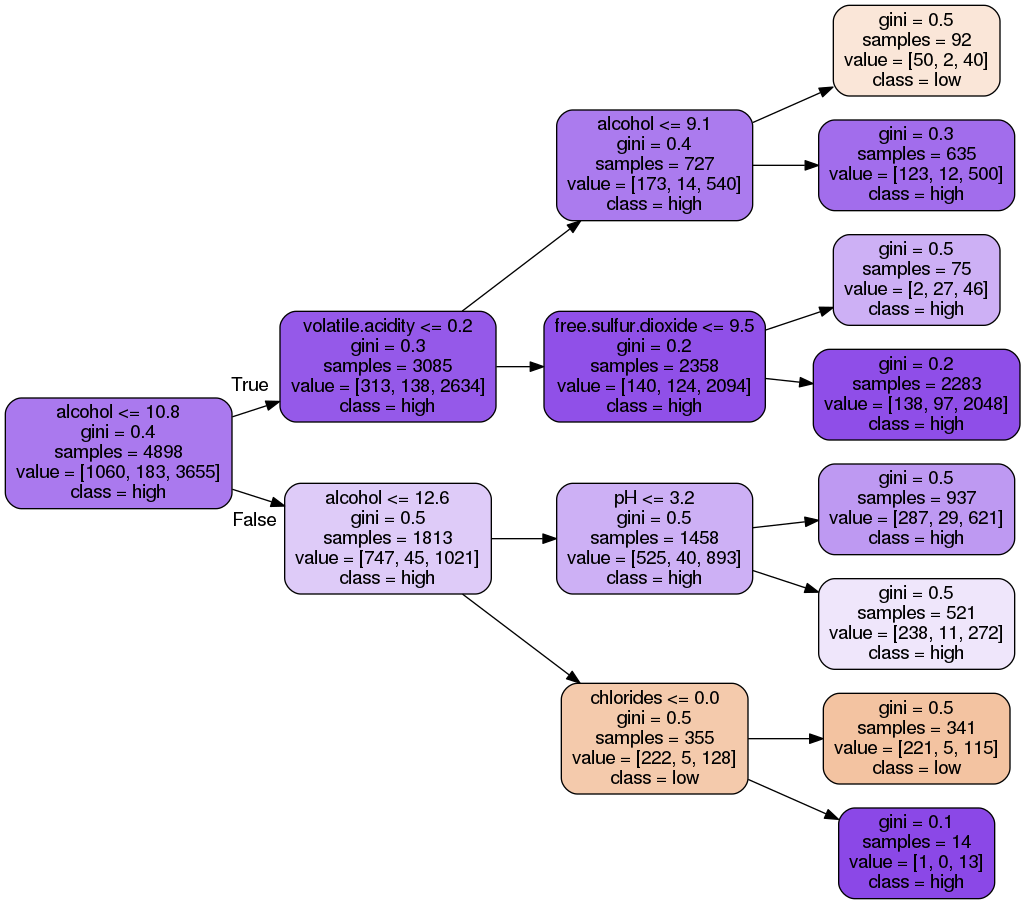 alcohol <= 10.8
gini = 0.4
samples = 4898
value = [1060, 183, 3655]
class = high
True
False
volatile.acidity <= 0.2
gini = 0.3
samples = 3085
value = [313, 138, 2634]
class = high
alcohol <= 12.6
gini = 0.5
samples = 1813
value = [747, 45, 1021]
class = high
alcohol <= 9.1
gini = 0.4
samples = 727
value = [173, 14, 540]
class = high
free.sulfur.dioxide <= 9.5
gini = 0.2
samples = 2358
value = [140, 124, 2094]
class = high
pH <= 3.2
gini = 0.5
samples = 1458
value = [525, 40, 893]
class = high
chlorides <= 0.0
gini = 0.5
samples = 355
value = [222, 5, 128]
class = low
gini = 0.5
samples = 92
value = [50, 2, 40]
class = low
gini = 0.3
samples = 635
value = [123, 12, 500]
class = high
gini = 0.5
samples = 75
value = [2, 27, 46]
class = high
gini = 0.2
samples = 2283
value = [138, 97, 2048]
class = high
gini = 0.5
samples = 937
value = [287, 29, 621]
class = high
gini = 0.5
samples = 521
value = [238, 11, 272]
class = high
gini = 0.5
samples = 341
value = [221, 5, 115]
class = low
gini = 0.1
samples = 14
value = [1, 0, 13]
class = high